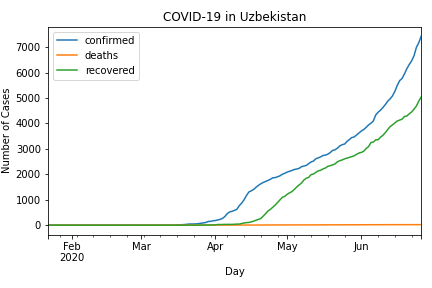 COVID-19 in Uzbekistan
confirmed
deaths
recovered
Number of Cases
7000
6000
5000
4000
3000
2000
1000
0
Feb
2020
Mar
Apr
May
Jun
Day